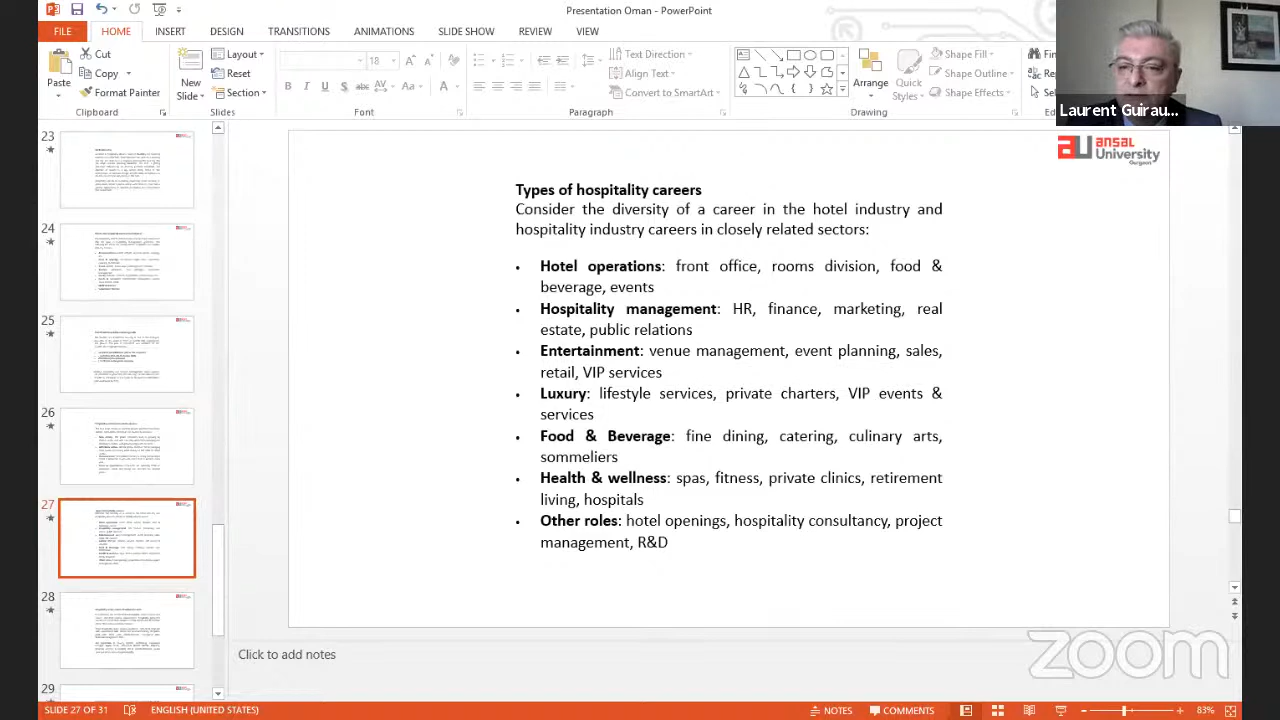 Presentation Oman - PowerPoint
FILE HOME INSERT DESIGN TRANSITIONS ANIMATIONS SLIDE SHOW REVIEW VIEW
Paste
Cut
Copy
Format Painter
Clipboard
New
Slide
Layout
Reset
Section
Slides
18
Font
Text Direction
Align Text
Convert to SmartArt
Paragraph
Arrange
Quick
Styles
Shape Fill
Shape Outline
Shape Effects
Drawing
Laurent Guirau...
ansal
University
Gurgaon
Types of hospitality careers
Consider the diversity of a career in the hotel industry and
hospitality industry careers in closely related sectors:
front office, rooms division, food &
beverage, events
Hospitality management: HR, finance, marketing, real
estate, public relations
Entertainment: venue management, event planning, sales,
retail, VIP services
Luxury: lifestyle services, private charters, VIP events &
services
Food & Beverage: fine dining, culinary arts,
sommeliers
Health & wellness: spas, fitness, private clinics, retirement
living, hospitals
Other roles: hotel openings, hospitality consultancy, project
management, R&D
23
24
25
26
27
28
29
Click to add notes
zoom
SLIDE 27 OF 31 ENGLISH (UNITED STATES) NOTES COMMENTS 83%